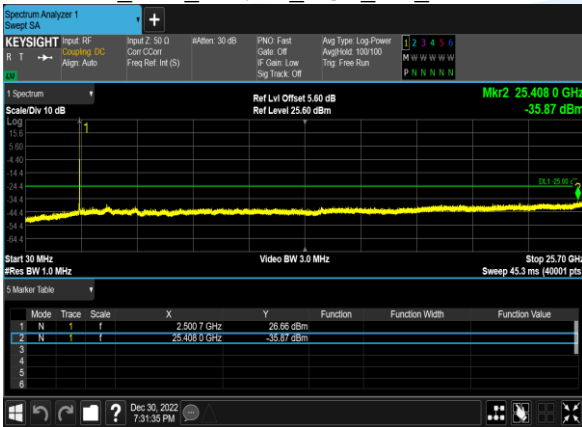 Spectrum Analyzer 1
Swept SA
+
KEYSIGHT
R T
LU
Input: RF
Coupling: DC
Align: Auto
Input Z: 50 Ω
Corr CCorr
Freq Ref: Int (S)
#Atten: 30 dB
PNO: Fast
Gate: Off
IF Gain: Low
Sig Track: Off
Avg Type: Log-Power
Avg|Hold: 100/100
Trig: Free Run
1 2 3 4 5 6
M W W W W W
P N N N N N
1 Spectrum
Scale/Div 10 dB
Ref Lvl Offset 5.60 dB
Ref Level 25.60 dBm
Mkr2 25.408 0 GHz
-35.87 dBm
Log
15.6
5.60
-4.40
-14.4
-24.4
-34.4
-44.4
-54.4
-64.4
1
DL1 -25.00
2
Start 30 MHz
#Res BW 1.0 MHz
Video BW 3.0 MHz
Stop 25.70 GHz
Sweep 45.3 ms (40001 pts)
5 Marker Table
Mode Trace Scale X Y Function Function Width Function Value
1 N 1 f 2.500 7 GHz 26.66 dBm
2 N 1 f 25.408 0 GHz -35.87 dBm
3
4
5
6
?
Dec 30, 2022
7:31:35 PM